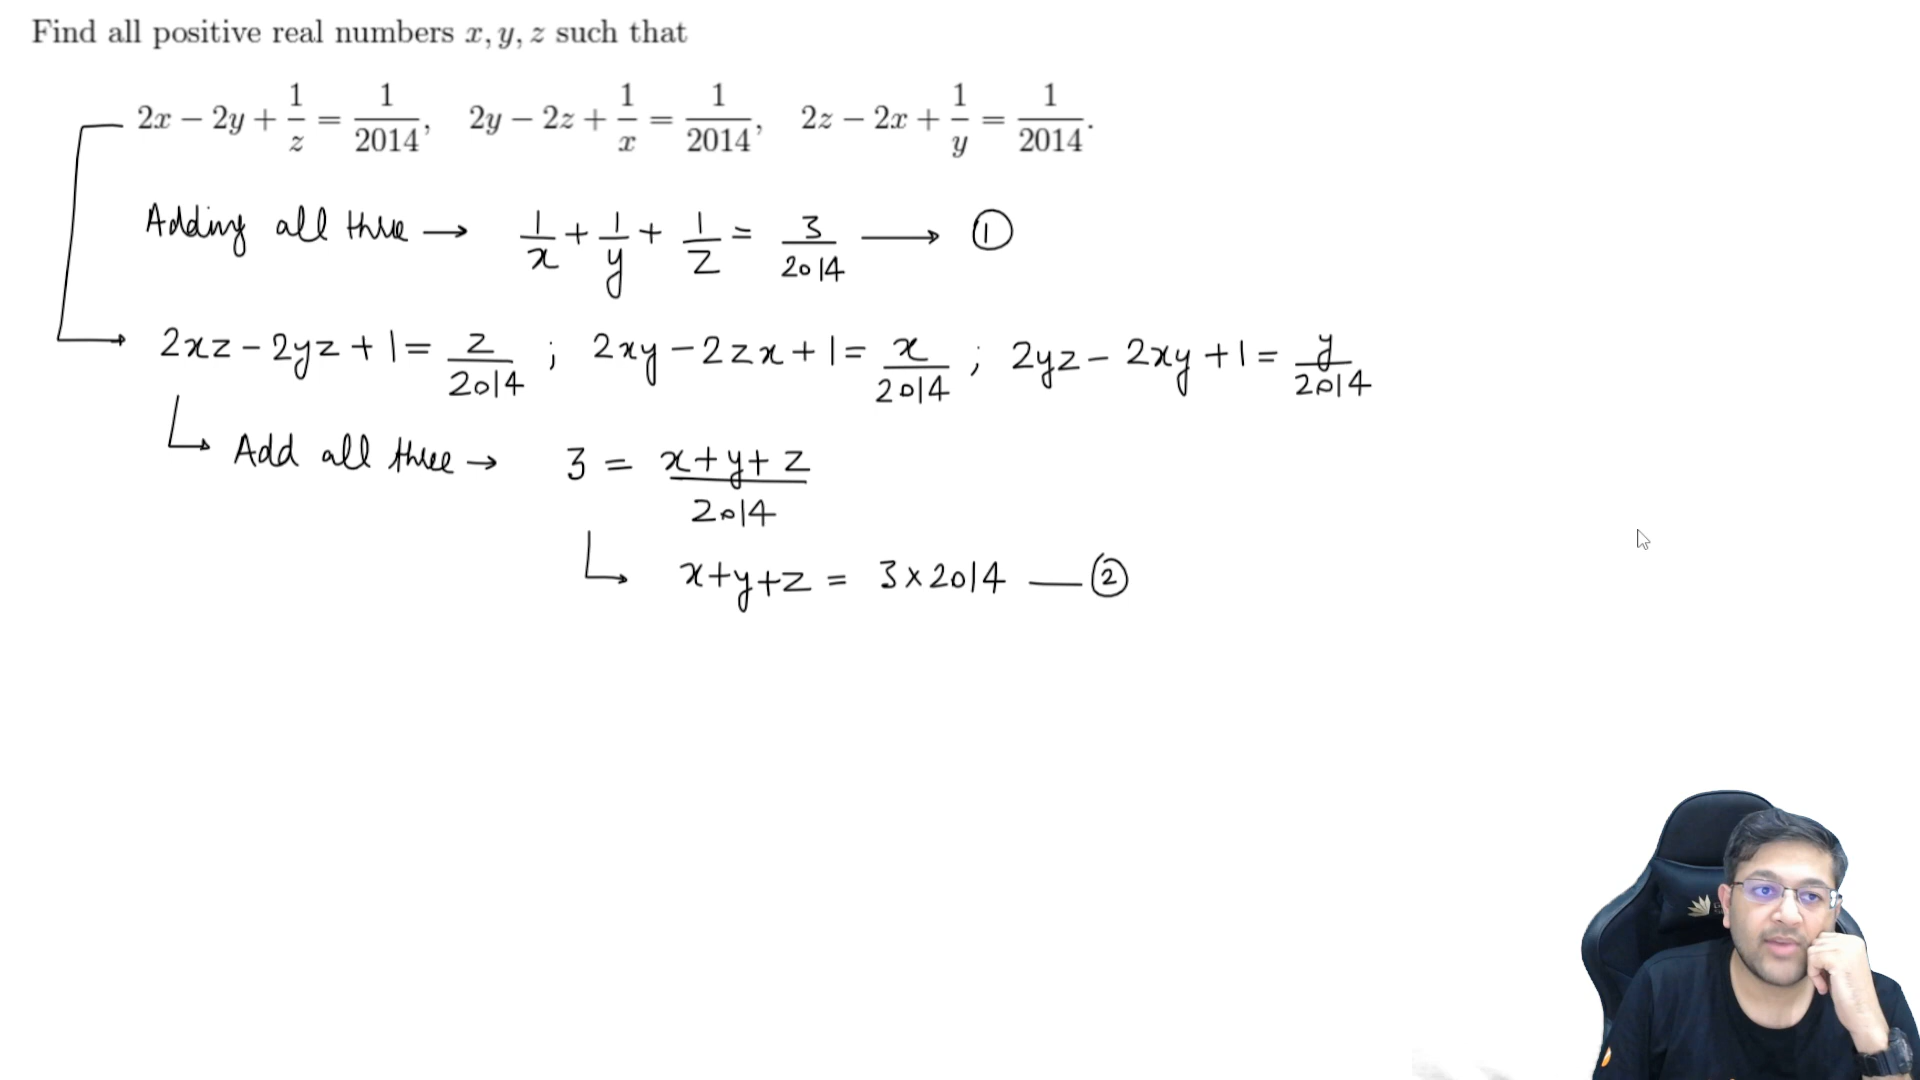 Find all positive real numbers x, y, z such that
2x − 2y + 1/z = 1/2014, 2y − 2z + 1/x = 1/2014, 2z − 2x + 1/y = 1/2014.
Adding all three → 1/x + 1/y + 1/z = 3/2014 → ①
2xz − 2yz + 1 = z/2014 ; 2xy − 2zx + 1 = x/2014 ; 2yz − 2xy + 1 = y/2014
Add all three → 3 = x+y+z/2014
x+y+z = 3×2014 — ②